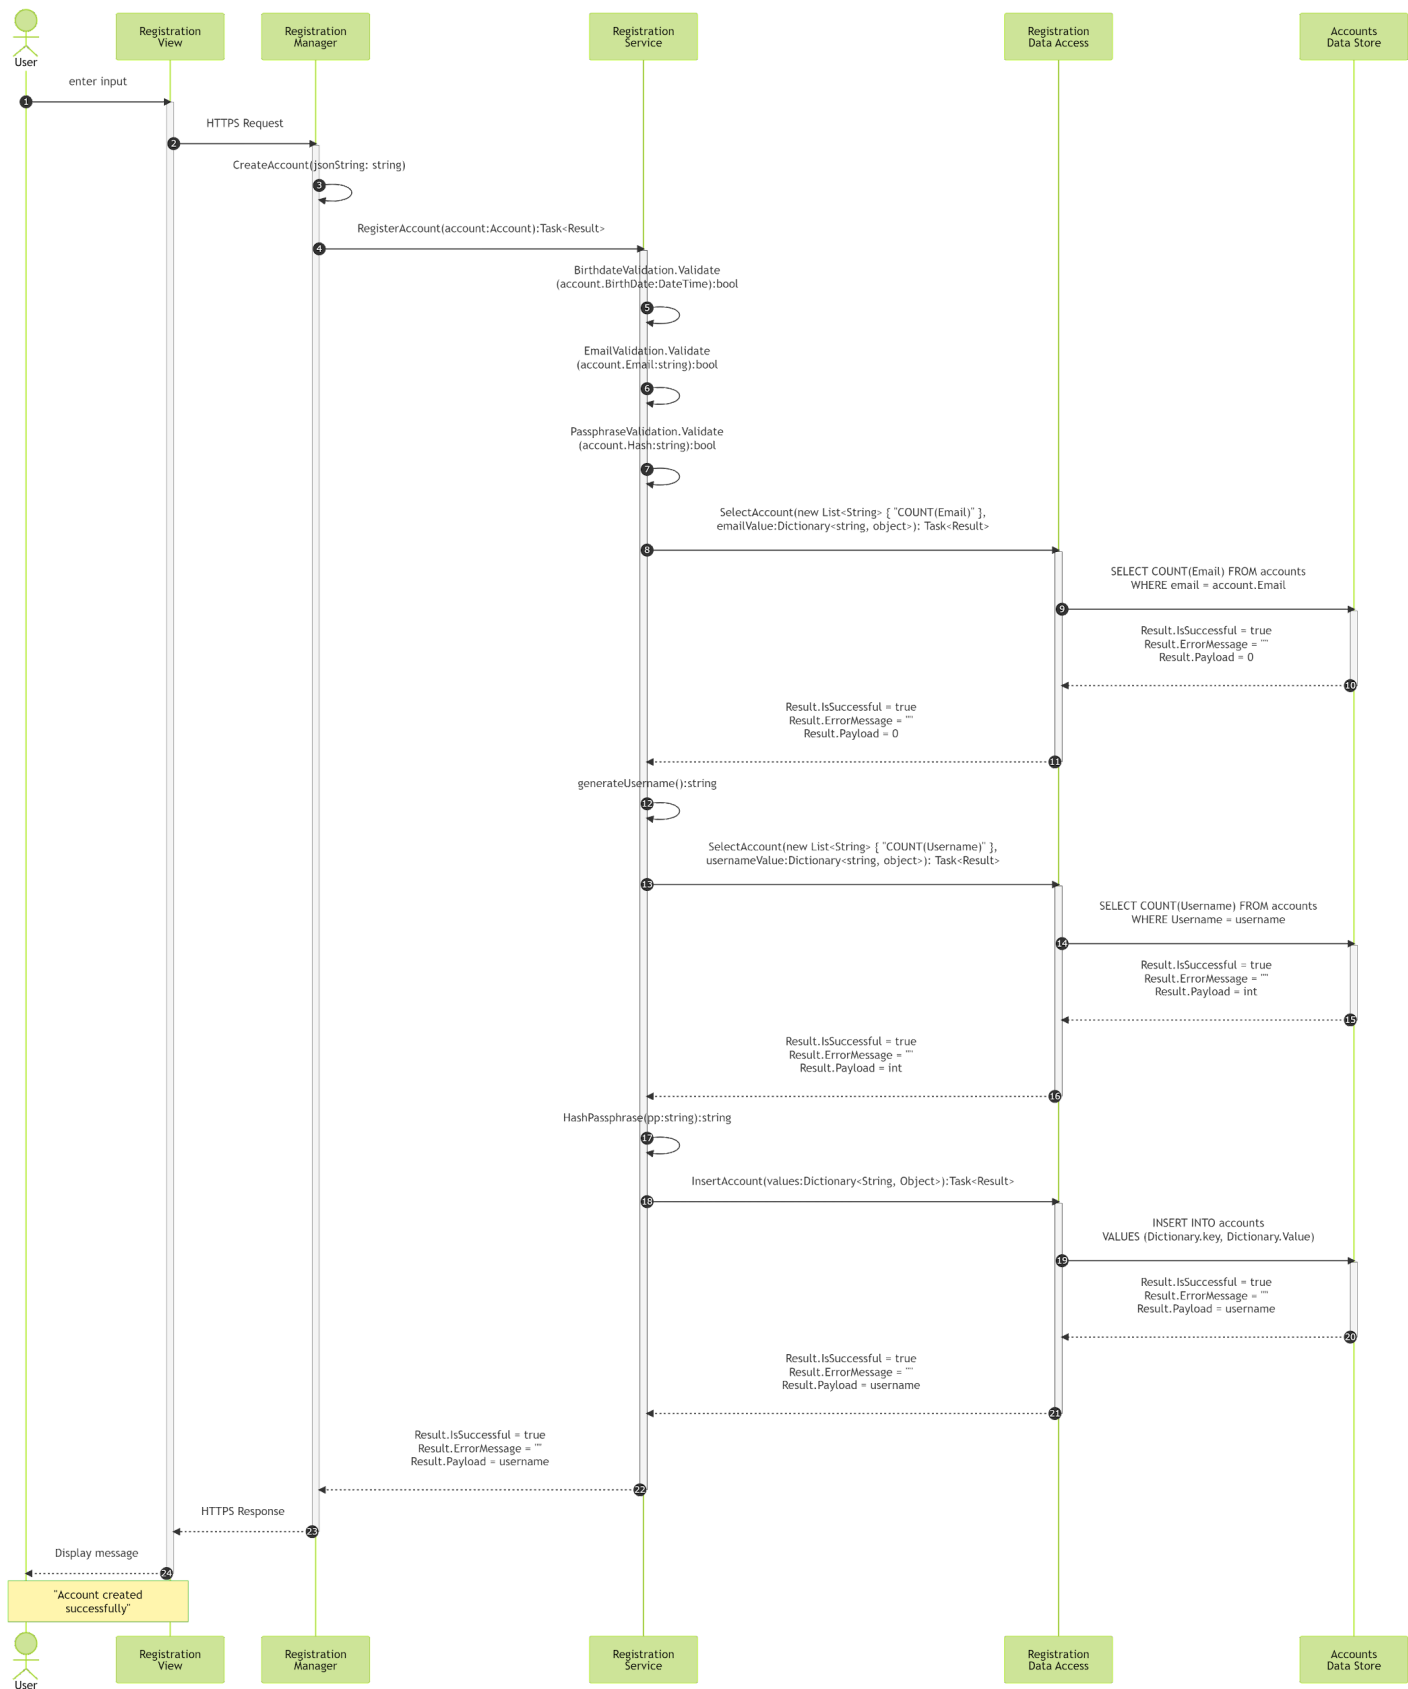 User
Registration
View
Registration
Manager
Registration
Service
Registration
Data Access
Accounts
Data Store
enter input
1
HTTPS Request
2
CreateAccount(jsonString: string)
3
RegisterAccount(account:Account):Task<Result>
4
BirthdateValidation.Validate
(account.BirthDate:DateTime):bool
5
EmailValidation.Validate
(account.Email:string):bool
6
PassphraseValidation.Validate
(account.Hash:string):bool
7
SelectAccount(new List<String> { "COUNT(Email)" },
emailValue:Dictionary<string, object>): Task<Result>
8
SELECT COUNT(Email) FROM accounts
WHERE email = account.Email
9
Result.IsSuccessful = true
Result.ErrorMessage = ""
Result.Payload = 0
10
Result.IsSuccessful = true
Result.ErrorMessage = ""
Result.Payload = 0
11
generateUsername():string
12
SelectAccount(new List<String> { "COUNT(Username)" },
usernameValue:Dictionary<string, object>): Task<Result>
13
SELECT COUNT(Username) FROM accounts
WHERE Username = username
14
Result.IsSuccessful = true
Result.ErrorMessage = ""
Result.Payload = int
15
Result.IsSuccessful = true
Result.ErrorMessage = ""
Result.Payload = int
16
HashPassphrase(pp:string):string
17
InsertAccount(values:Dictionary<String, Object>):Task<Result>
18
INSERT INTO accounts
VALUES (Dictionary.key, Dictionary.Value)
19
Result.IsSuccessful = true
Result.ErrorMessage = ""
Result.Payload = username
20
Result.IsSuccessful = true
Result.ErrorMessage = ""
Result.Payload = username
21
Result.IsSuccessful = true
Result.ErrorMessage = ""
Result.Payload = username
22
HTTPS Response
23
Display message
24
"Account created
successfully"
User
Registration
View
Registration
Manager
Registration
Service
Registration
Data Access
Accounts
Data Store